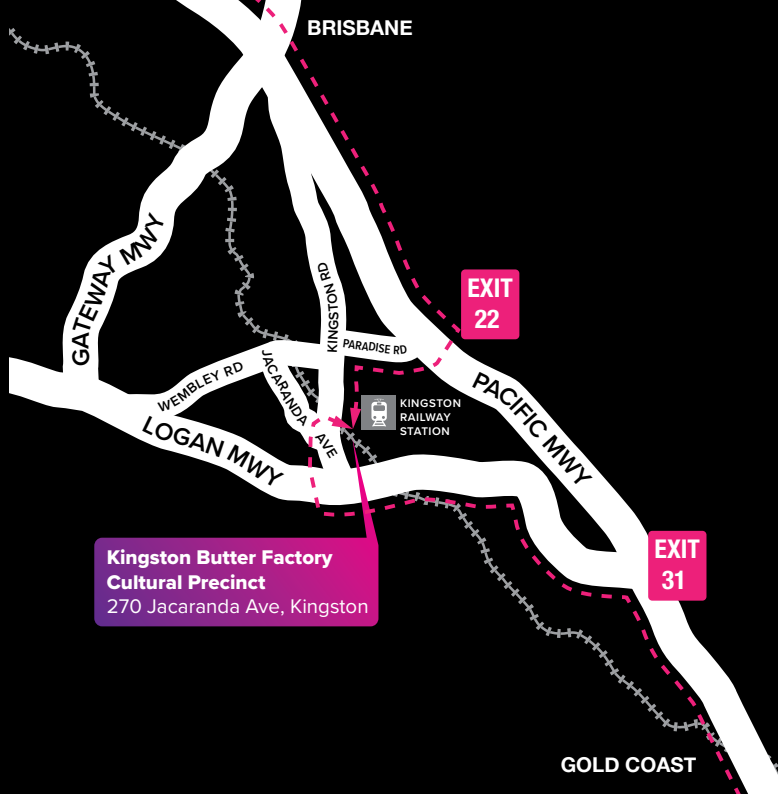 BRISBANE
GATEWAY MWY
KINGSTON RD
EXIT
22
PARADISE RD
WEMBLEY RD
JACARANDA AVE
PACIFIC MWY
KINGSTON
RAILWAY
STATION
LOGAN MWY
Kingston Butter Factory
Cultural Precinct
270 Jacaranda Ave, Kingston
EXIT
31
GOLD COAST